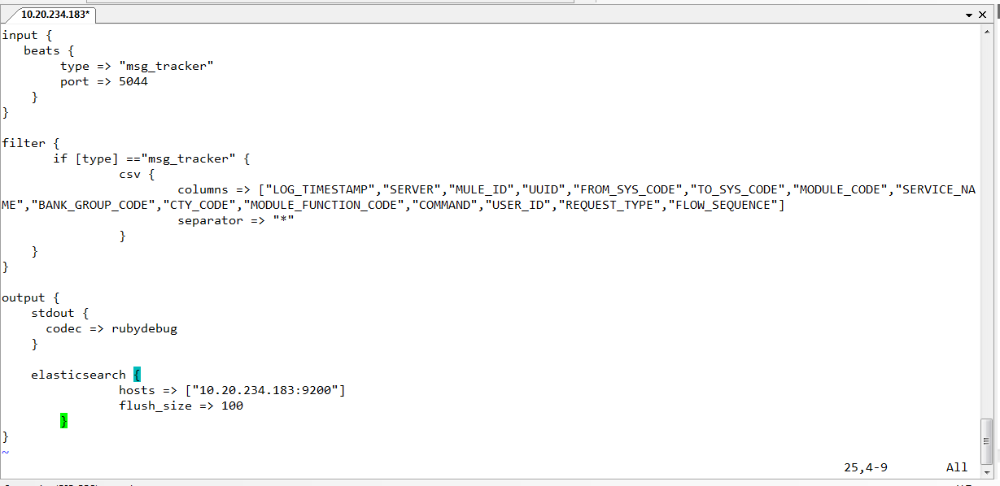 10.20.234.183*
input {
   beats {
        type => "msg_tracker"
        port => 5044
    }
}

filter {
       if [type] =="msg_tracker" {
                csv {
                        columns => ["LOG_TIMESTAMP","SERVER","MULE_ID","UUID","FROM_SYS_CODE","TO_SYS_CODE","MODULE_CODE","SERVICE_NA
ME","BANK_GROUP_CODE","CTY_CODE","MODULE_FUNCTION_CODE","COMMAND","USER_ID","REQUEST_TYPE","FLOW_SEQUENCE"]
                        separator => "*"
                }
    }
}

output {
    stdout {
      codec => rubydebug
    }

    elasticsearch {
                hosts => ["10.20.234.183:9200"]
                flush_size => 100
        }
}
~
25,4-9 All